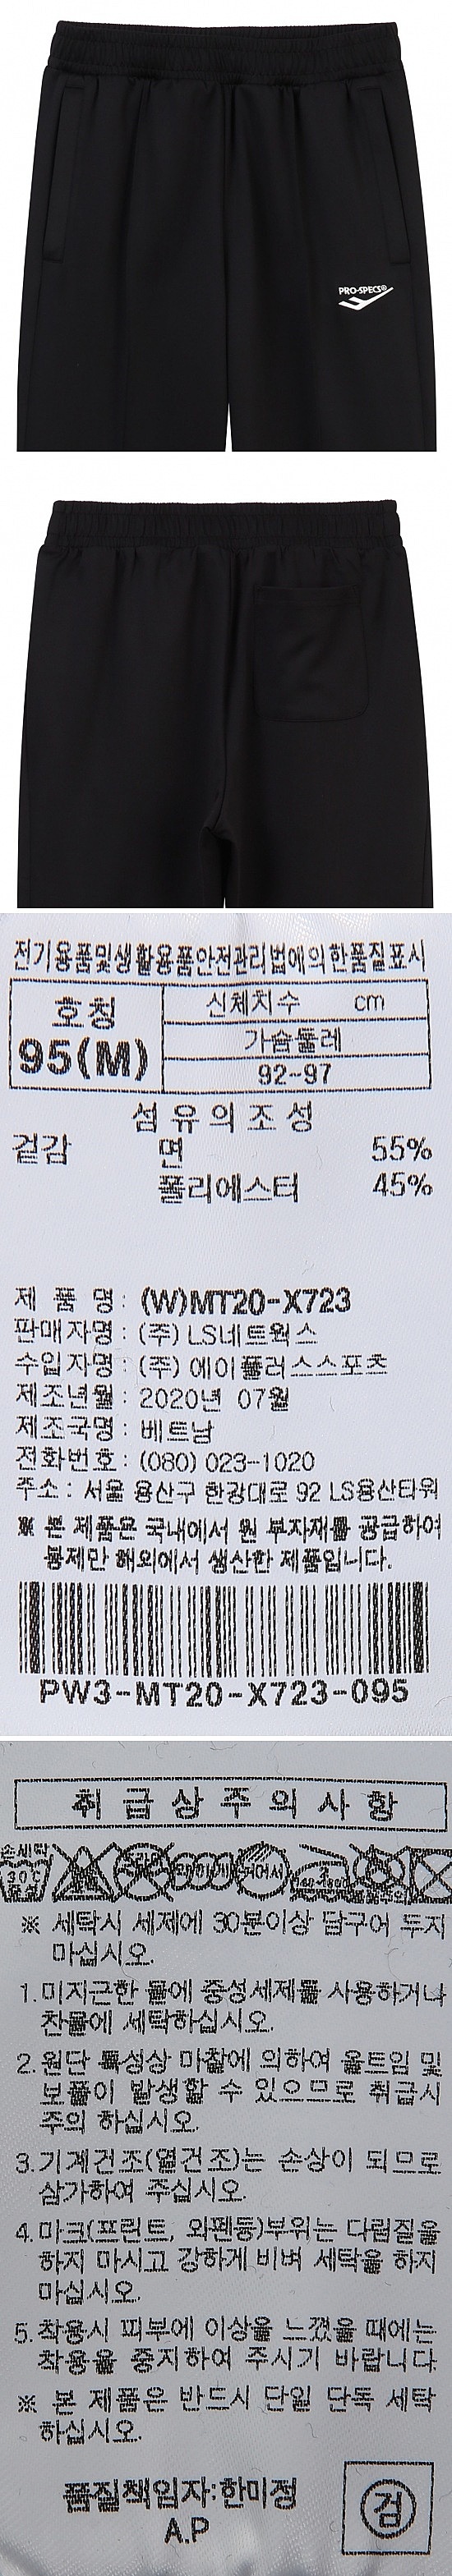 PRO-SPECS®
전기용품및생활용품안전관리법에의한품질표시
호칭
95(M)
신체치수 cm
가슴둘레
92-97
섬유의조성
겉감 면 55%
폴리에스터 45%
제 품 명 : (W)MT20-X723
판매자명 : (주) LS네트웍스
수입자명 : (주) 에이플러스스포츠
제조년월 : 2020년 07월
제조국명 : 베트남
전화번호 : (080) 023-1020
주소 : 서울 용산구 한강대로 92 LS용산타워
※ 본 제품은 국내에서 원 부자재를 공급하여
봉제만 해외에서 생산한 제품입니다.
PW3-MT20-X723-095
취급상주의사항
손세탁
30℃
뉘어서
※ 세탁시 세제에 30분이상 담구어 두지
마십시오.
1.미지근한 물에 중성세제를 사용하거나
찬물에 세탁하십시오.
2.원단 특성상 마찰에 의하여 올트임 및
보풀이 발생할 수 있으므로 취급시
주의 하십시오.
3.기계건조(열건조)는 손상이 되므로
삼가하여 주십시오.
4.마크(프린트, 외펜등)부위는 다림질을
하지 마시고 강하게 비벼 세탁을 하지
마십시오.
5.착용시 피부에 이상을 느꼈을 때에는
착용을 중지하여 주시기 바랍니다.
※ 본 제품은 반드시 단일 단독 세탁
하십시오.
품질책임자:한미정
A.P
검